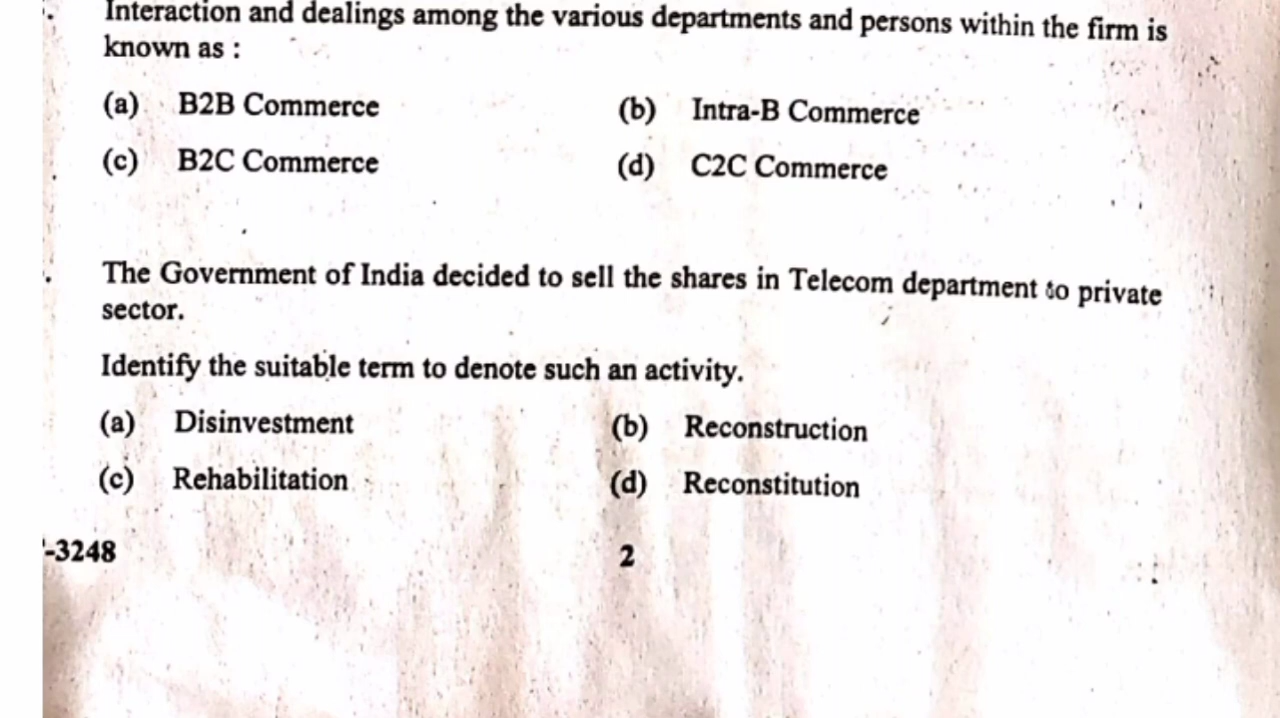 Interaction and dealings among the various departments and persons within the firm is
known as :
(a) B2B Commerce (b) Intra-B Commerce
(c) B2C Commerce (d) C2C Commerce
The Government of India decided to sell the shares in Telecom department to private
sector.
Identify the suitable term to denote such an activity.
(a) Disinvestment (b) Reconstruction
(c) Rehabilitation (d) Reconstitution
-3248 2